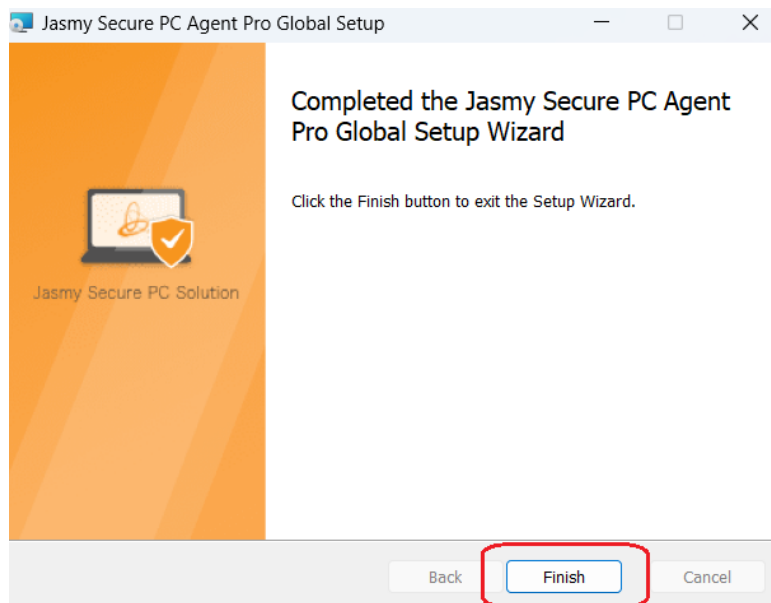 Jasmy Secure PC Agent Pro Global Setup
Completed the Jasmy Secure PC Agent
Pro Global Setup Wizard
Click the Finish button to exit the Setup Wizard.
Jasmy Secure PC Solution
Back
Finish
Cancel